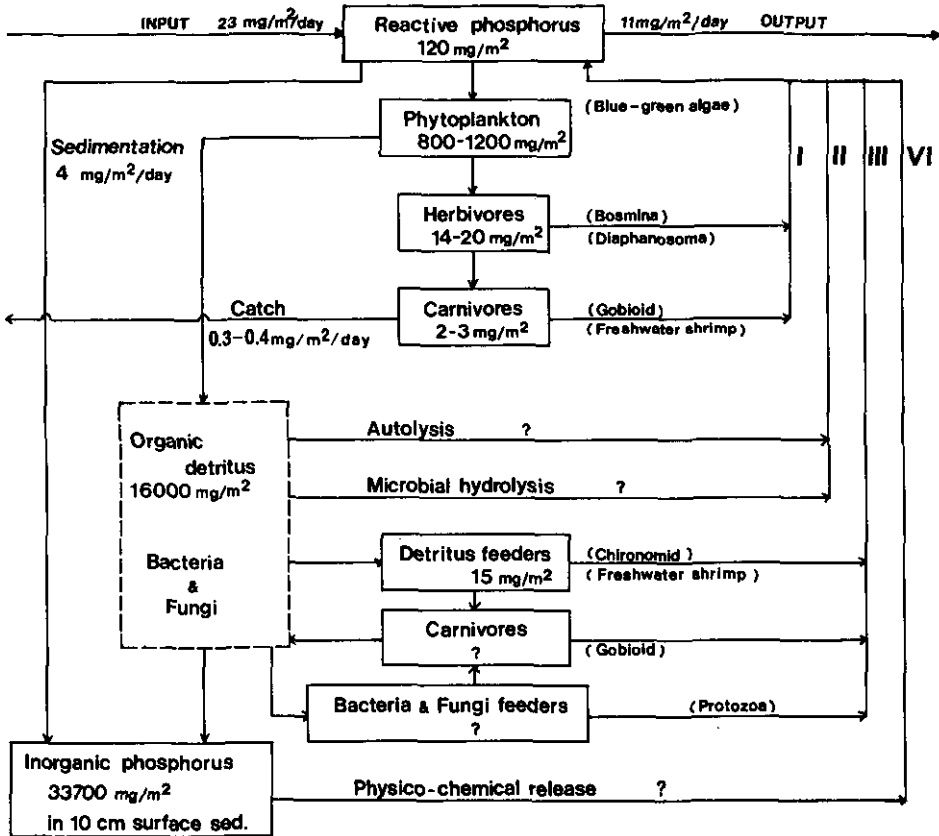 INPUT 23 mg/m²/day
Reactive phosphorus
120 mg/m²
11mg/m²/day OUTPUT
(Blue-green algae)
Phytoplankton
800-1200 mg/m²
I II III VI
Sedimentation
4 mg/m²/day
Herbivores
14-20 mg/m²
(Bosmina)
(Diaphanosoma)
Catch
0.3-0.4mg/m²/day
Carnivores
2-3 mg/m²
(Gobioid)
(Freshwater shrimp)
Organic
detritus
16000 mg/m²
Bacteria
&
Fungi
Autolysis ?
Microbial hydrolysis ?
Detritus feeders
15 mg/m²
(Chironomid)
(Freshwater shrimp)
Carnivores
?
(Gobioid)
Bacteria & Fungi feeders
?
(Protozoa)
Inorganic phosphorus
33700 mg/m²
in 10 cm surface sed.
Physico-chemical release ?